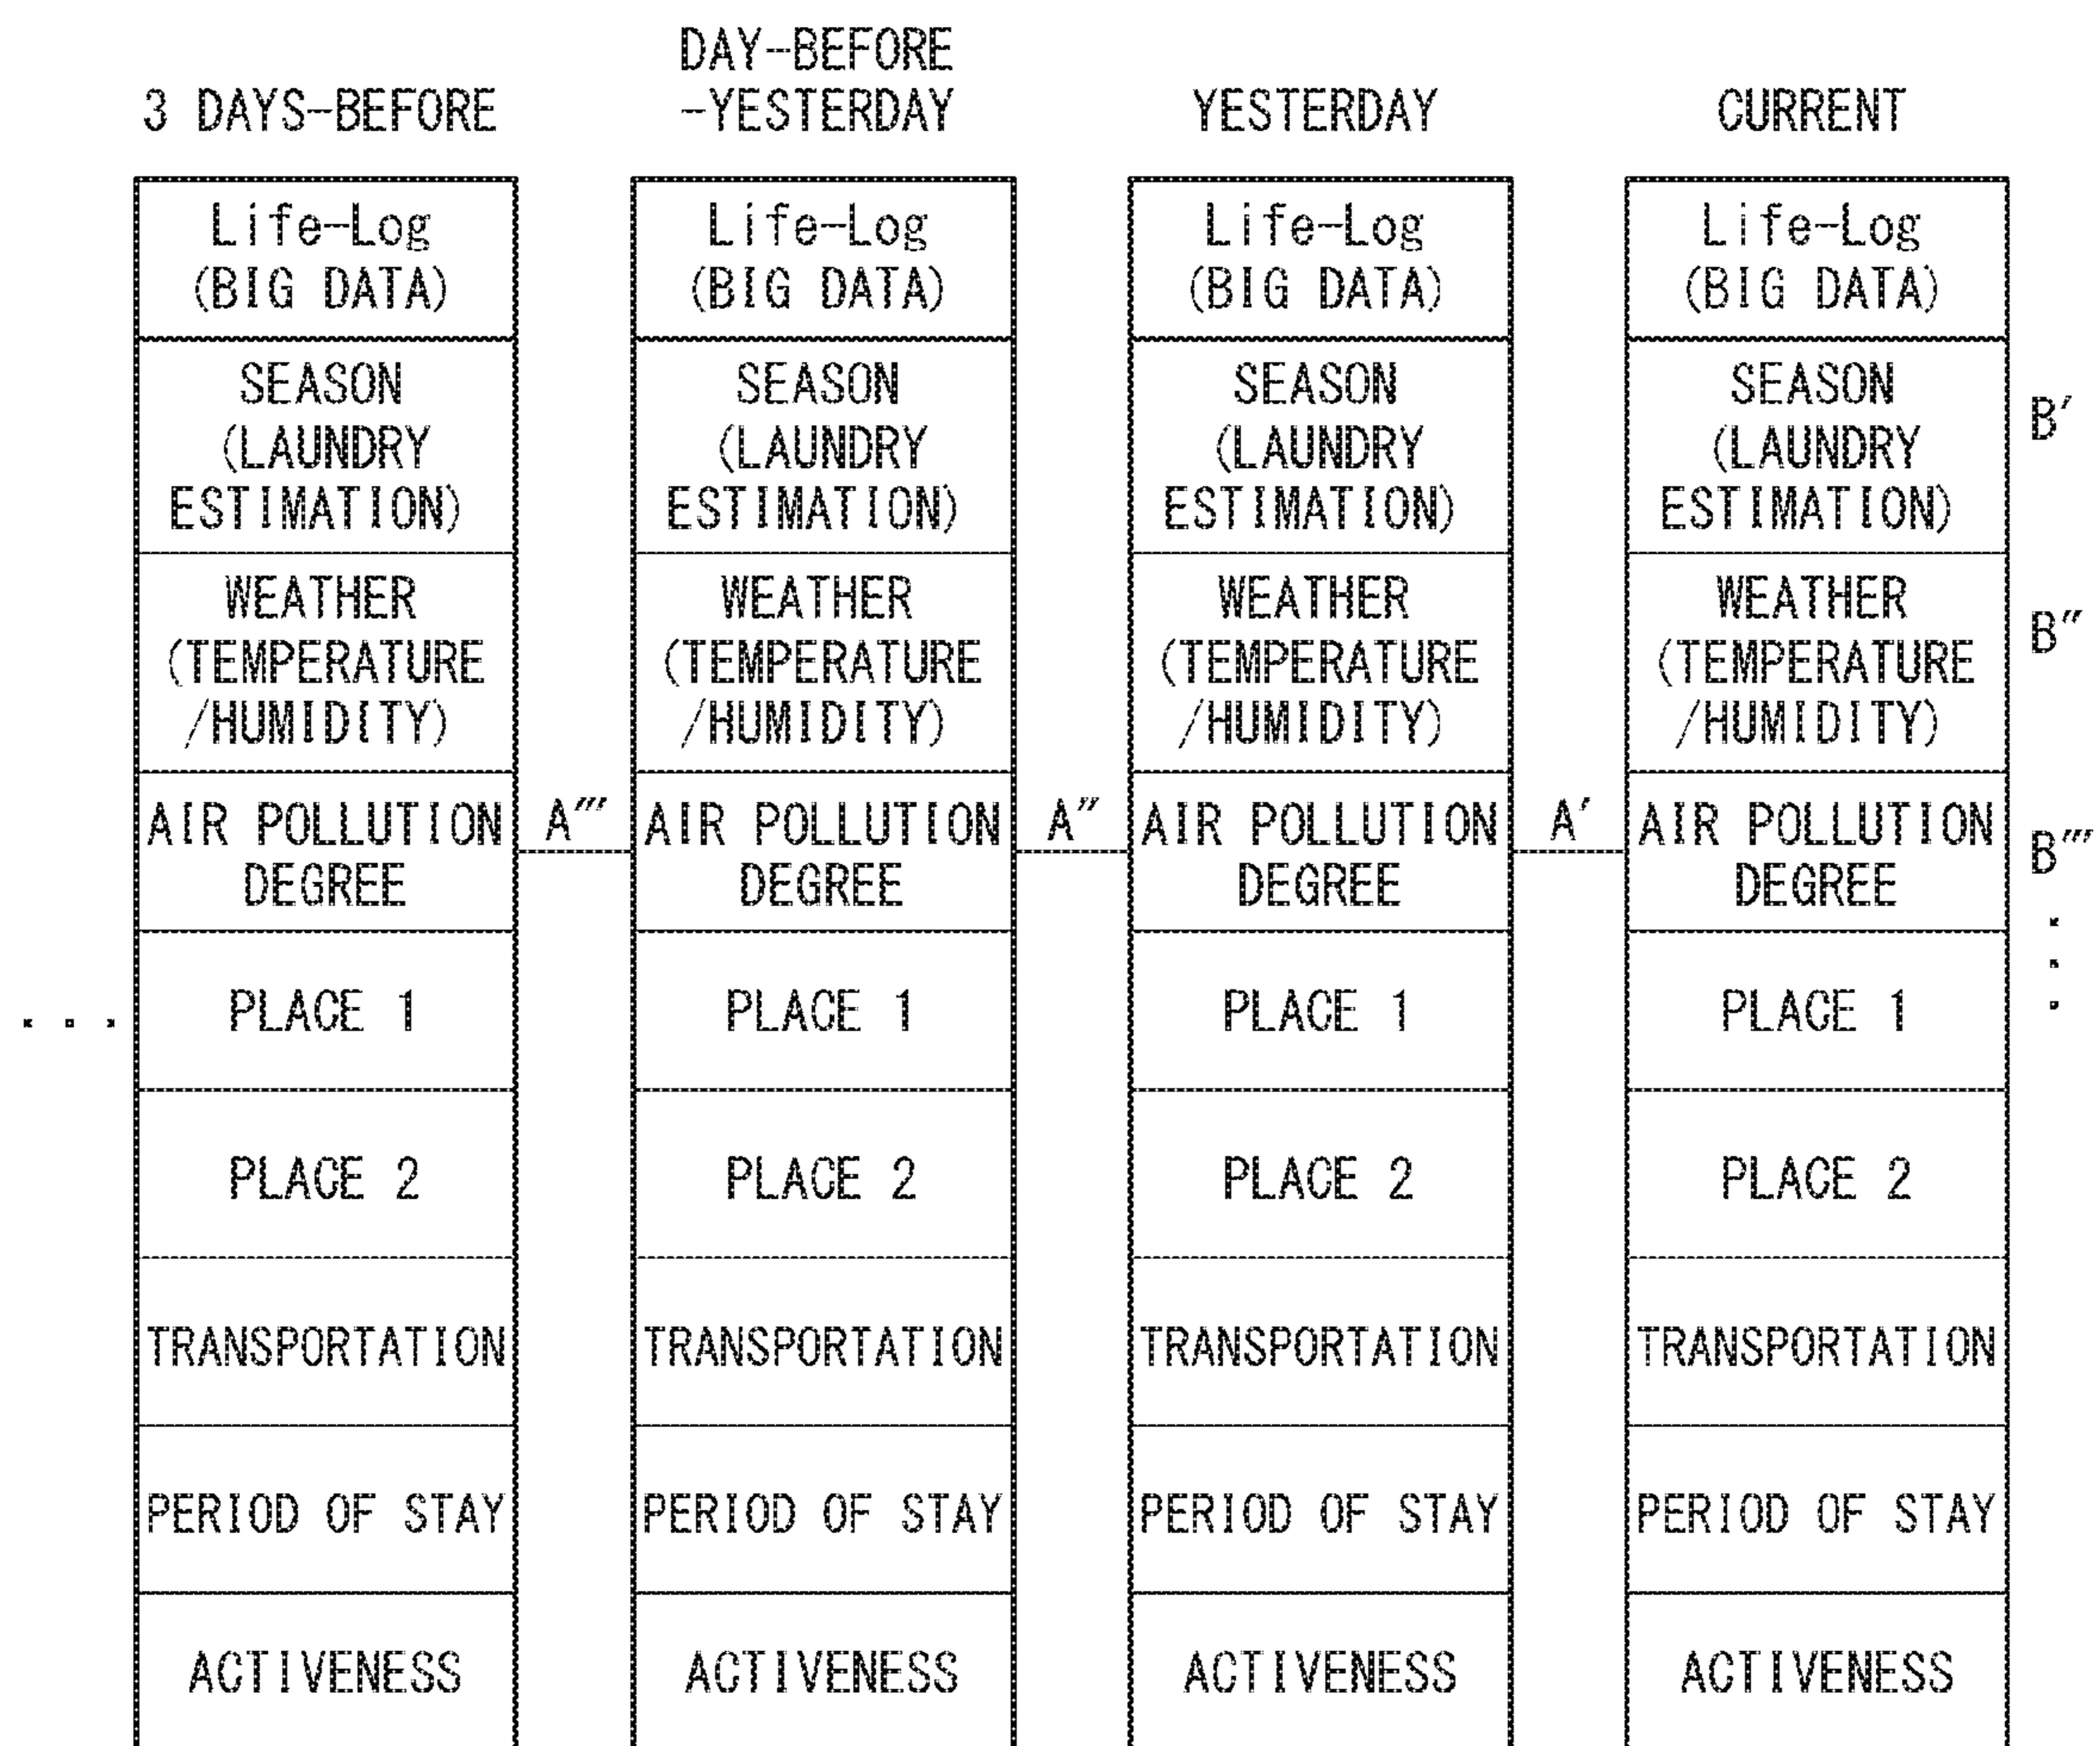 DAY-BEFORE
3 DAYS-BEFORE -YESTERDAY YESTERDAY CURRENT
Life-Log Life-Log Life-Log Life-Log
(BIG DATA) (BIG DATA) (BIG DATA) (BIG DATA)
SEASON SEASON SEASON SEASON B′
(LAUNDRY (LAUNDRY (LAUNDRY (LAUNDRY
ESTIMATION) ESTIMATION) ESTIMATION) ESTIMATION)
WEATHER WEATHER WEATHER WEATHER B″
(TEMPERATURE (TEMPERATURE (TEMPERATURE (TEMPERATURE
/HUMIDITY) /HUMIDITY) /HUMIDITY) /HUMIDITY)
AIR POLLUTION A‴ AIR POLLUTION A″ AIR POLLUTION A′ AIR POLLUTION B‴
DEGREE DEGREE DEGREE DEGREE
... PLACE 1 PLACE 1 PLACE 1 PLACE 1
PLACE 2 PLACE 2 PLACE 2 PLACE 2
TRANSPORTATION TRANSPORTATION TRANSPORTATION TRANSPORTATION
PERIOD OF STAY PERIOD OF STAY PERIOD OF STAY PERIOD OF STAY
ACTIVENESS ACTIVENESS ACTIVENESS ACTIVENESS